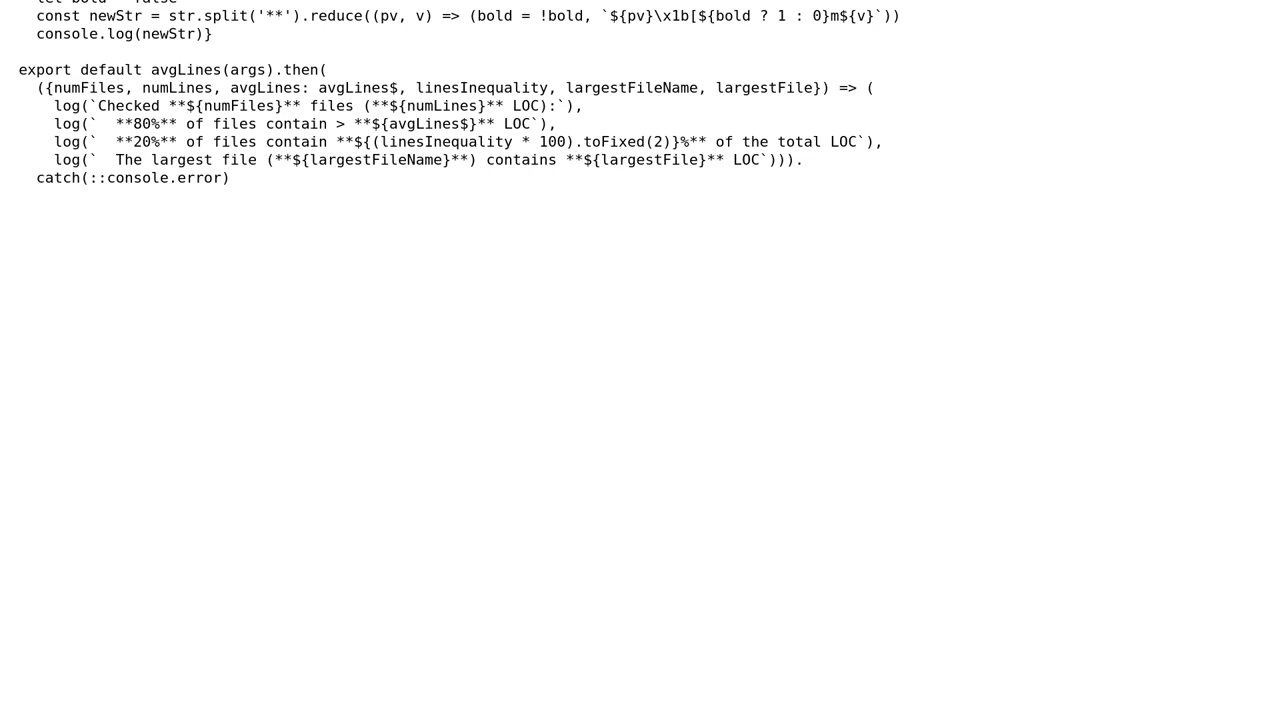 let bold = false
const newStr = str.split('**').reduce((pv, v) => (bold = !bold, `${pv}\x1b[${bold ? 1 : 0}m${v}`))
console.log(newStr)}
export default avgLines(args).then(
({numFiles, numLines, avgLines: avgLines$, linesInequality, largestFileName, largestFile}) => (
log(`Checked **${numFiles}** files (**${numLines}** LOC):`),
log(`  **80%** of files contain > **${avgLines$}** LOC`),
log(`  **20%** of files contain **${(linesInequality * 100).toFixed(2)}%** of the total LOC`),
log(`  The largest file (**${largestFileName}**) contains **${largestFile}** LOC`))).
catch(::console.error)